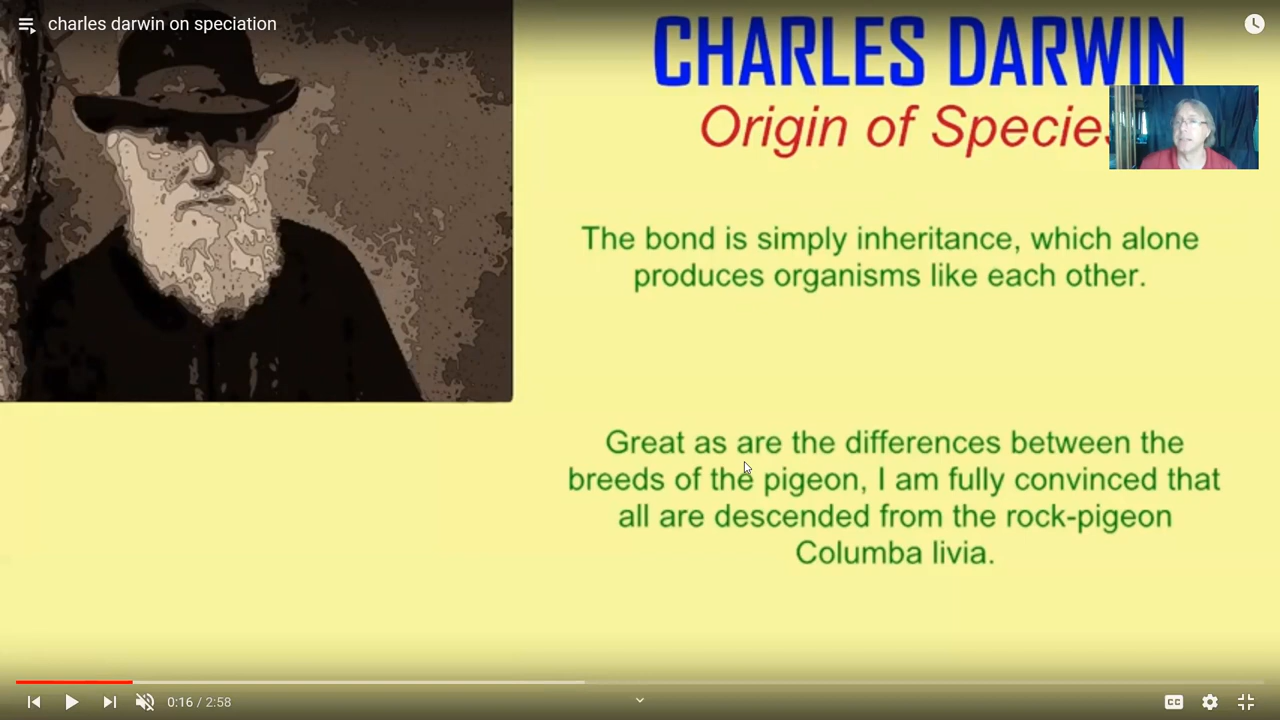 charles darwin on speciation
CHARLES DARWIN
Origin of Species
The bond is simply inheritance, which alone
produces organisms like each other.
Great as are the differences between the
breeds of the pigeon, I am fully convinced that
all are descended from the rock-pigeon
Columba livia.
0:16 / 2:58
CC